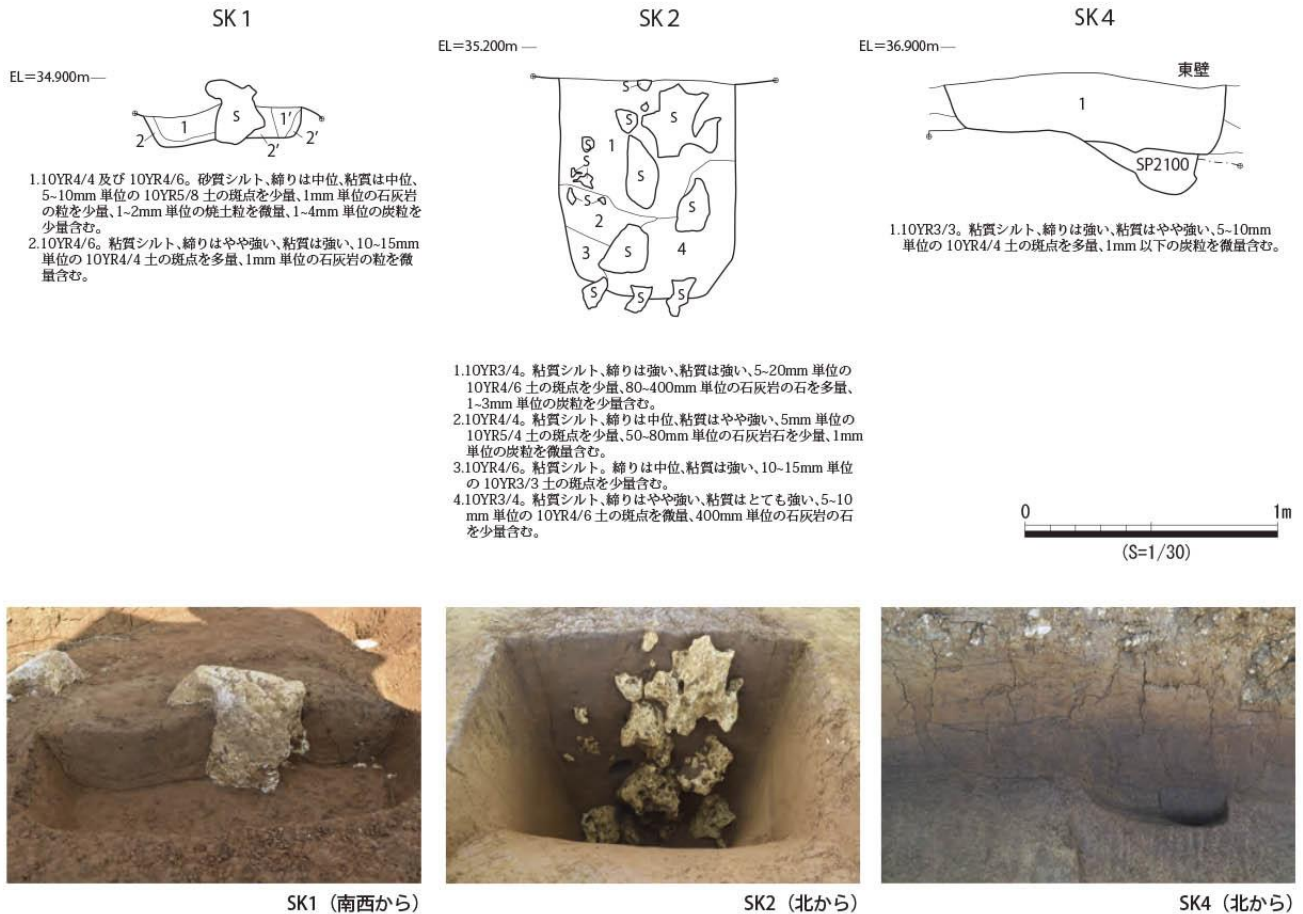 SK 1
EL=34.900m
S
1
1'
2
2'
2'
1.10YR4/4 及び 10YR4/6。砂質シルト、締りは中位、粘質は中位、
5~10mm 単位の 10YR5/8 土の斑点を少量、1mm 単位の石灰岩
の粒を少量、1~2mm 単位の焼土粒を微量、1~4mm 単位の炭粒を
少量含む。
2.10YR4/6。粘質シルト、締りはやや強い、粘質は強い、10~15mm
単位の 10YR4/4 土の斑点を多量、1mm 単位の石灰岩の粒を微
量含む。
SK 2
EL=35.200m
S
S
S
S
1
S
S
S
S
2
3
S
4
S
S
S
1.10YR3/4。粘質シルト、締りは強い、粘質は強い、5~20mm 単位の
10YR4/6 土の斑点を少量、80~400mm 単位の石灰岩の石を多量、
1~3mm 単位の炭粒を少量含む。
2.10YR4/4。粘質シルト、締りは中位、粘質はやや強い、5mm 単位の
10YR5/4 土の斑点を少量、50~80mm 単位の石灰岩石を少量、1mm
単位の炭粒を微量含む。
3.10YR4/6。粘質シルト。締りは中位、粘質は強い、10~15mm 単位
の 10YR3/3 土の斑点を少量含む。
4.10YR3/4。粘質シルト、締りはやや強い、粘質はとても強い、5~10
mm 単位の 10YR4/6 土の斑点を微量、400mm 単位の石灰岩の石
を少量含む。
SK 4
EL=36.900m
東壁
1
SP2100
1.10YR3/3。粘質シルト、締りは強い、粘質はやや強い、5~10mm
単位の 10YR4/4 土の斑点を多量、1mm 以下の炭粒を微量含む。
0 1m
(S=1/30)
SK1（南西から）
SK2（北から）
SK4（北から）